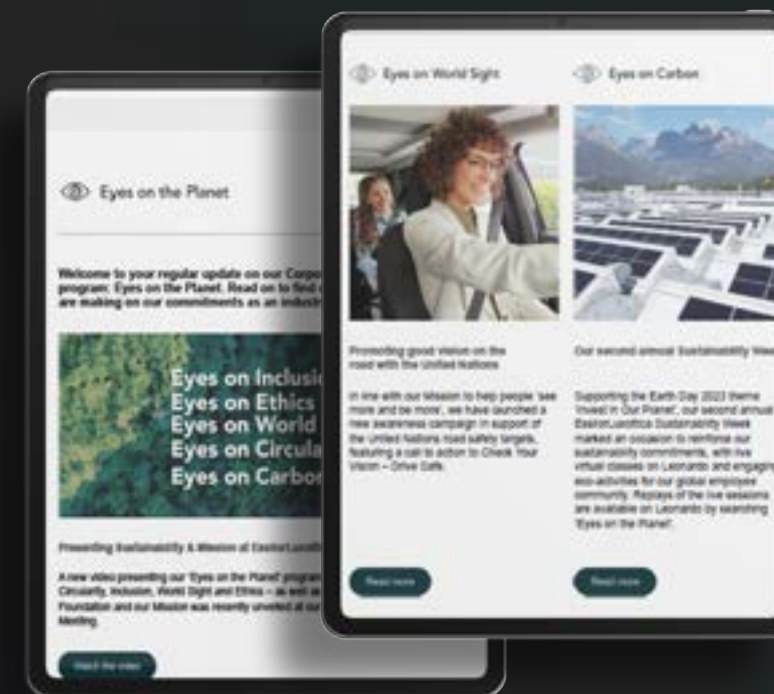 Eyes on the Planet
Welcome to your regular update on our Corpo
program: Eyes on the Planet. Read on to find
are making on our commitments as an industr
Eyes on Inclusi
Eyes on Ethics
Eyes on World
Eyes on Circula
Eyes on Carbon
Presenting Sustainability & Mission at EssilorLuxott
A new video presenting our 'Eyes on the Planet' program
Circularity, Inclusion, World Sight and Ethics – as well as
Foundation and our Mission was recently unveiled at our
Meeting.
Watch the video
Eyes on World Sight
Promoting good vision on the
road with the United Nations
In line with our Mission to help people 'see
more and be more', we have launched a
new awareness campaign in support of
the United Nations road safety targets,
featuring a call to action to Check Your
Vision – Drive Safe.
Read more
Eyes on Carbon
Our second annual Sustainability Week
Supporting the Earth Day 2023 theme
'Invest in Our Planet', our second annual
EssilorLuxottica Sustainability Week
marked an occasion to reinforce our
sustainability commitments, with live
virtual classes on Leonardo and engaging
eco-activities for our global employee
community. Replays of the live sessions
are available on Leonardo by searching
'Eyes on the Planet'.
Read more